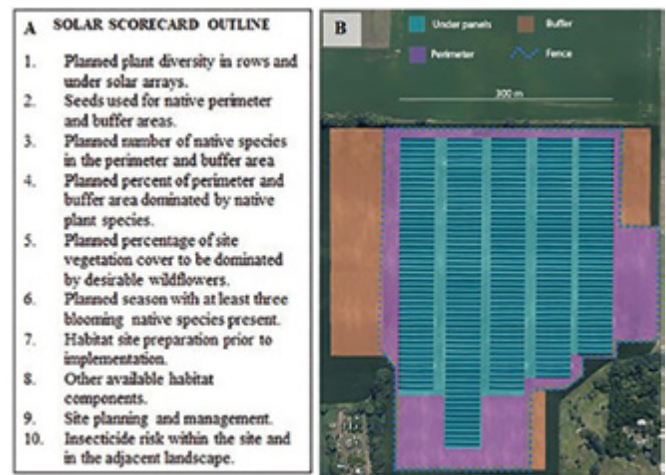 A SOLAR SCORECARD OUTLINE
1. Planned plant diversity in rows and
under solar arrays.
2. Seeds used for native perimeter
and buffer areas.
3. Planned number of native species
in the perimeter and buffer area
4. Planned percent of perimeter and
buffer area dominated by native
plant species.
5. Planned percentage of site
vegetation cover to be dominated
by desirable wildflowers.
6. Planned season with at least three
blooming native species present.
7. Habitat site preparation prior to
implementation.
8. Other available habitat
components.
9. Site planning and management.
10. Insecticide risk within the site and
in the adjacent landscape.
B
Under panels
Buffer
Perimeter
Fence
300 m